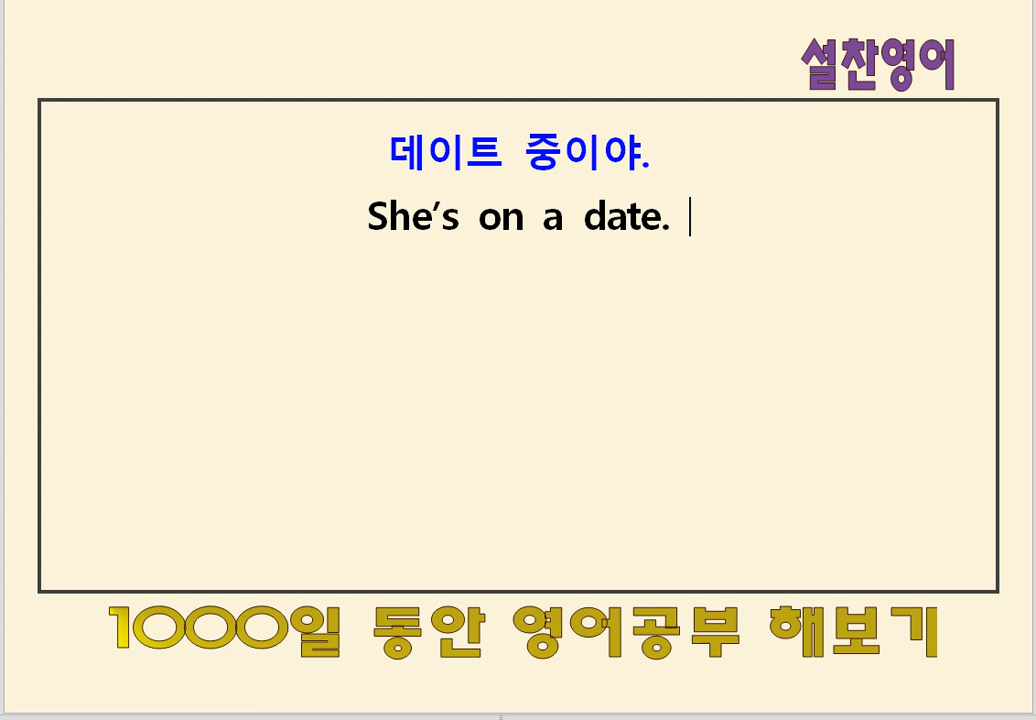 설찬영어
데이트 중이야.
She's on a date.
1000일 동안 영어공부 해보기